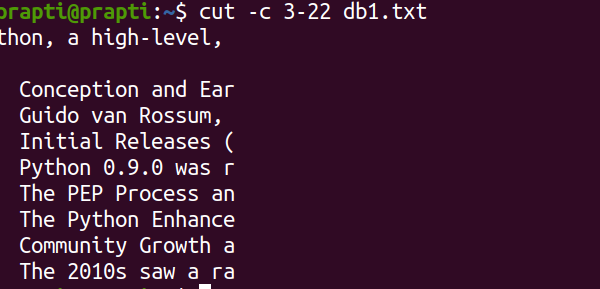 prapti@prapti:~$ cut -c 3-22 db1.txt
thon, a high-level,
Conception and Ear
Guido van Rossum,
Initial Releases (
Python 0.9.0 was r
The PEP Process an
The Python Enhance
Community Growth a
The 2010s saw a ra